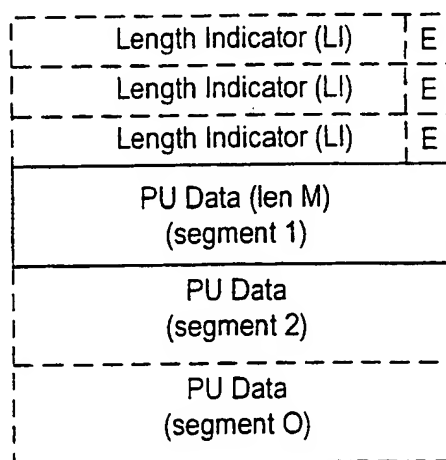 Length Indicator (LI) E
Length Indicator (LI) E
Length Indicator (LI) E
PU Data (len M)
(segment 1)
PU Data
(segment 2)
PU Data
(segment O)